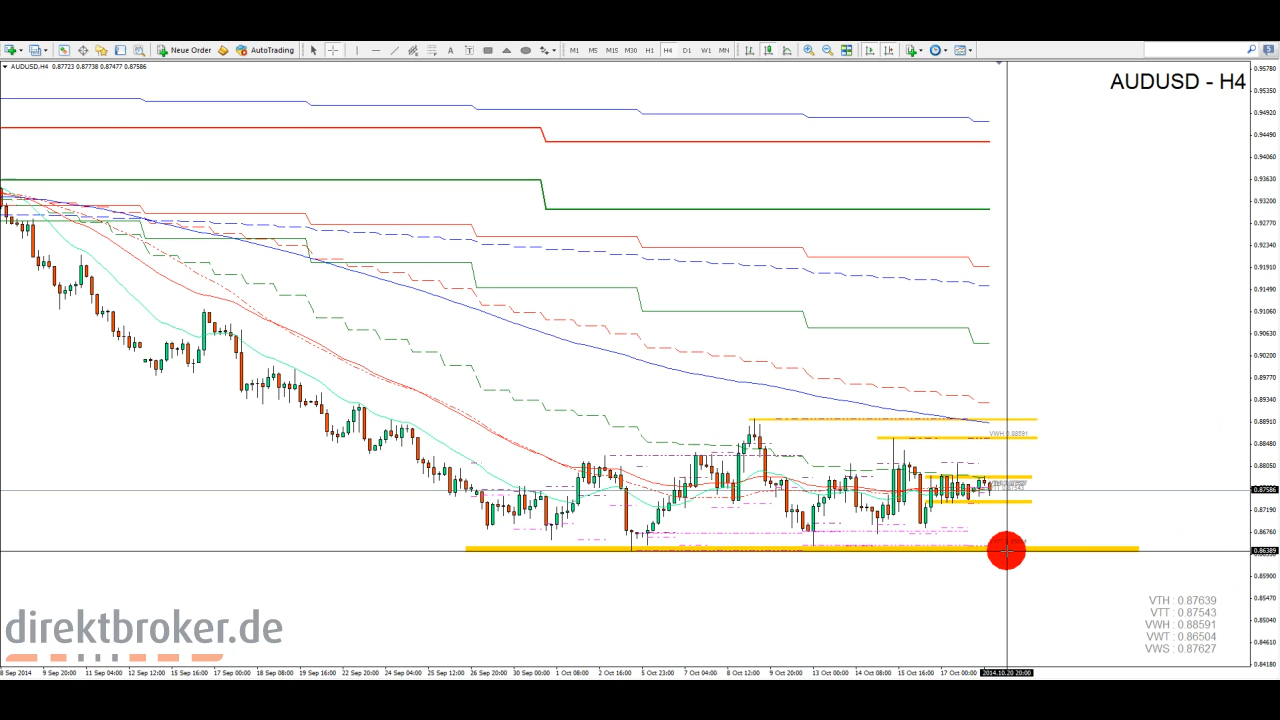 New Order AutoTrading A T M1 M5 M15 M30 H1 H4 D1 W1 MN 5
AUDUSD,H4 0.87723 0.87738 0.87477 0.87586
AUDUSD - H4
0.95780
0.95350
0.94920
0.94490
0.94060
0.93630
0.93200
0.92770
0.92340
0.91910
0.91490
0.91060
0.90630
0.90200
0.89770
0.89340
0.88910
VWH 0.88591
0.88480
0.88050
0.87586
0.87190
0.86760
0.86389
0.85900
0.85470
0.85040
0.84610
0.84180
VTH : 0.87639
VTT : 0.87543
VWH : 0.88591
VWT : 0.86504
VWS : 0.87627
direktbroker.de
8 Sep 2014 9 Sep 20:00 11 Sep 04:00 12 Sep 12:00 15 Sep 16:00 17 Sep 00:00 18 Sep 08:00 19 Sep 16:00 22 Sep 20:00 24 Sep 04:00 25 Sep 12:00 26 Sep 20:00 30 Sep 00:00 1 Oct 08:00 2 Oct 16:00 5 Oct 23:00 7 Oct 04:00 8 Oct 12:00 9 Oct 20:00 13 Oct 00:00 14 Oct 08:00 15 Oct 16:00 17 Oct 00:00 2014.10.20 20:00